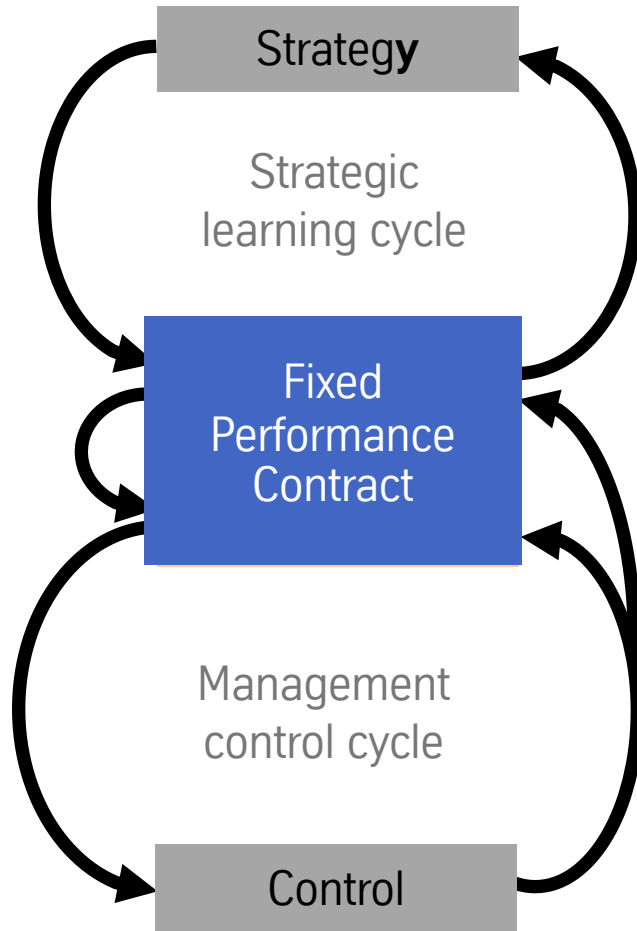 Strategy
Strategic
learning cycle
Fixed
Performance
Contract
Management
control cycle
Control